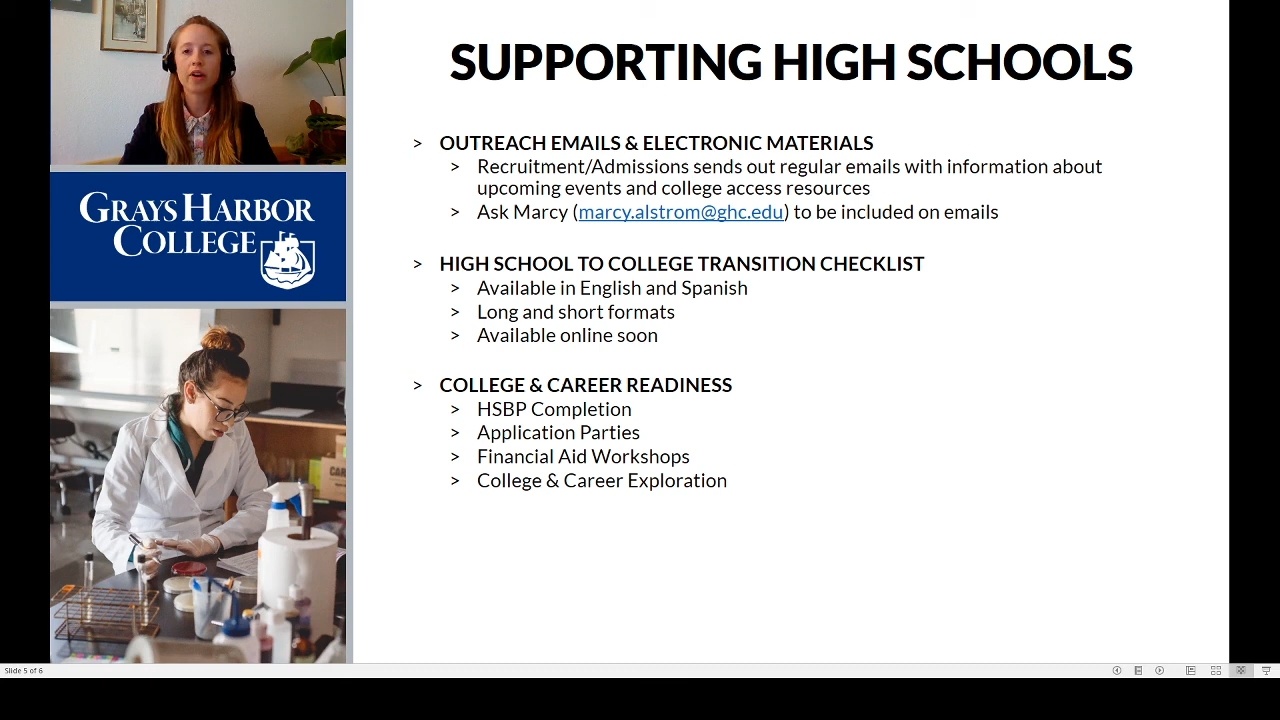 SUPPORTING HIGH SCHOOLS
> OUTREACH EMAILS & ELECTRONIC MATERIALS
> Recruitment/Admissions sends out regular emails with information about
upcoming events and college access resources
> Ask Marcy (marcy.alstrom@ghc.edu) to be included on emails
> HIGH SCHOOL TO COLLEGE TRANSITION CHECKLIST
> Available in English and Spanish
> Long and short formats
> Available online soon
> COLLEGE & CAREER READINESS
> HSBP Completion
> Application Parties
> Financial Aid Workshops
> College & Career Exploration
GRAYS HARBOR
COLLEGE
Slide 5 of 6